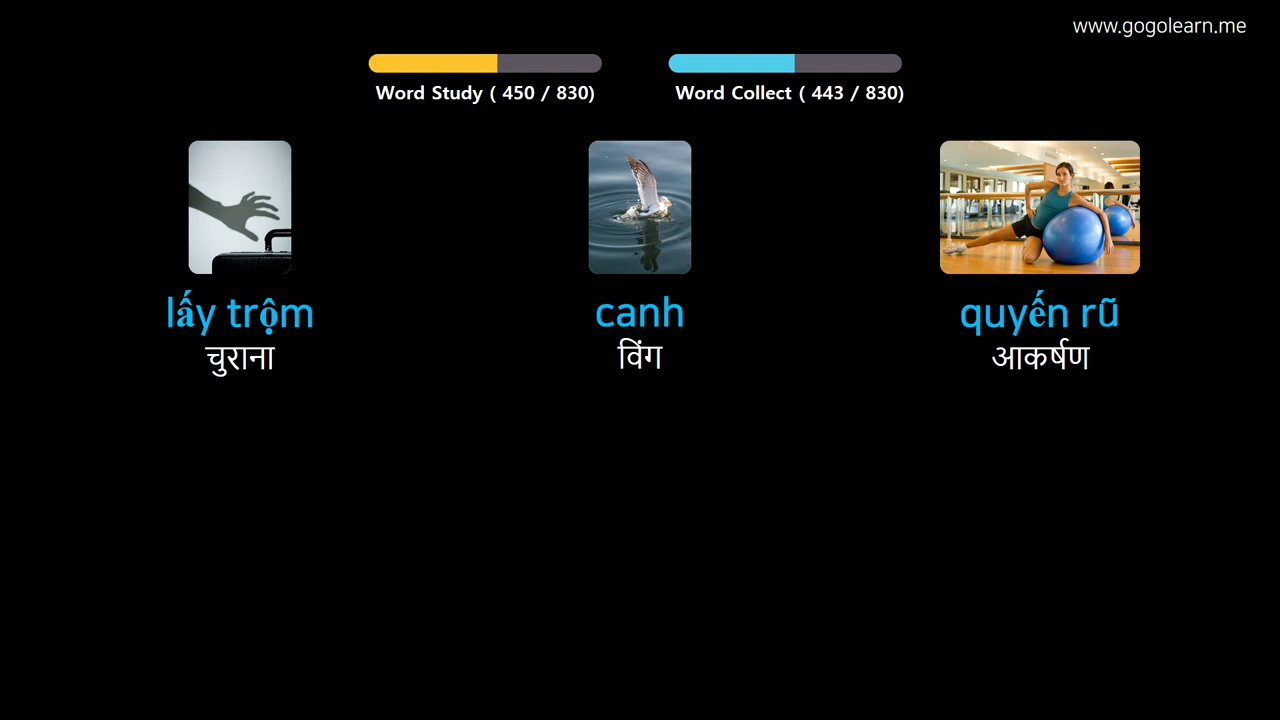 www.gogolearn.me
Word Study ( 450 / 830)
Word Collect ( 443 / 830)
lấy trộm
चुराना
canh
विंग
quyến rũ
आकर्षण